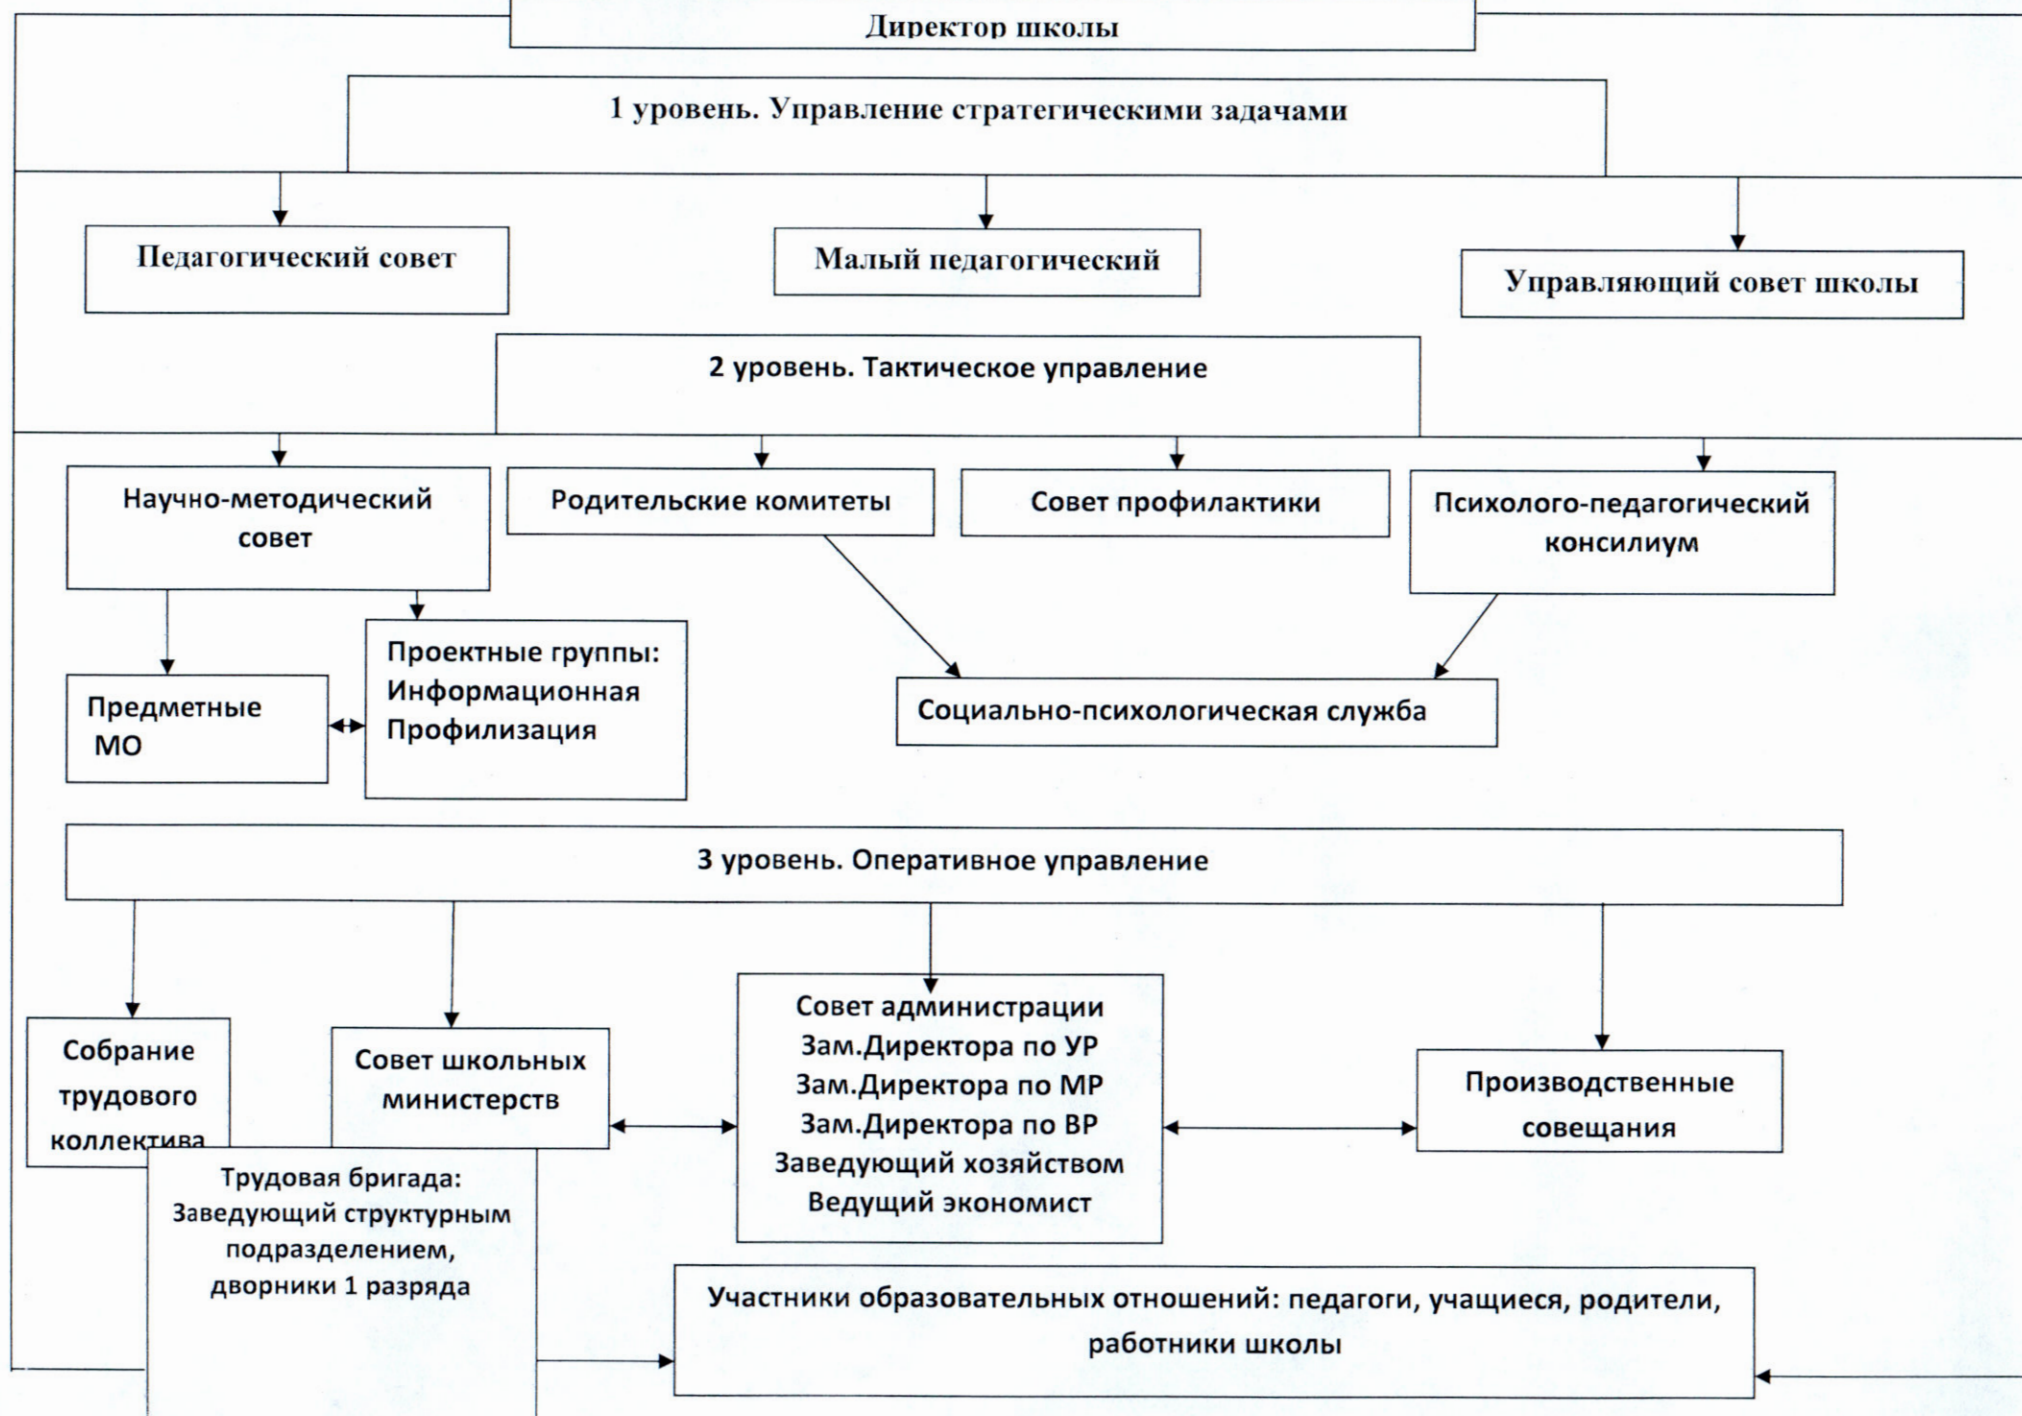 Директор школы
1 уровень. Управление стратегическими задачами
Педагогический совет
Малый педагогический
Управляющий совет школы
2 уровень. Тактическое управление
Научно-методический
совет
Родительские комитеты
Совет профилактики
Психолого-педагогический
консилиум
Проектные группы:
Информационная
Профилизация
Предметные
МО
Социально-психологическая служба
3 уровень. Оперативное управление
Собрание
трудового
коллектива
Совет школьных
министерств
Совет администрации
Зам.Директора по УР
Зам.Директора по МР
Зам.Директора по ВР
Заведующий хозяйством
Ведущий экономист
Производственные
совещания
Трудовая бригада:
Заведующий структурным
подразделением,
дворники 1 разряда
Участники образовательных отношений: педагоги, учащиеся, родители,
работники школы